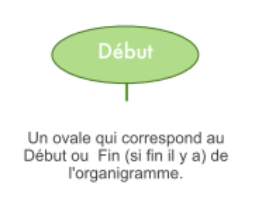 Début
Un ovale qui correspond au
Début ou  Fin (si fin il y a) de
l'organigramme.